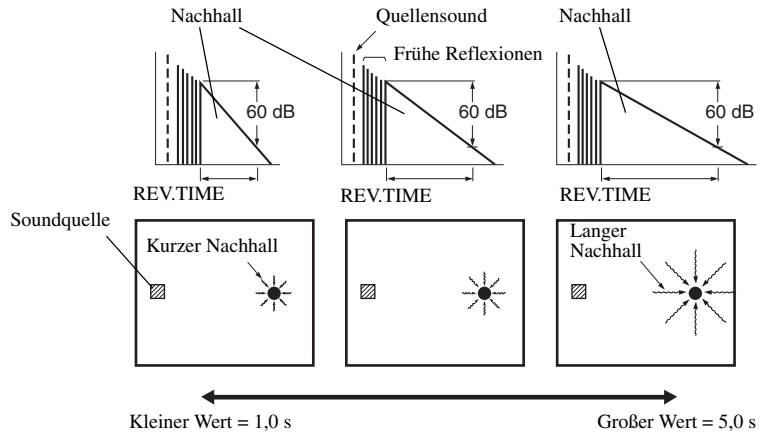 Nachhall
Quellensound
Nachhall
Frühe Reflexionen
60 dB
60 dB
60 dB
REV.TIME
REV.TIME
REV.TIME
Soundquelle
Kurzer Nachhall
Langer
Nachhall
Kleiner Wert = 1,0 s
Großer Wert = 5,0 s